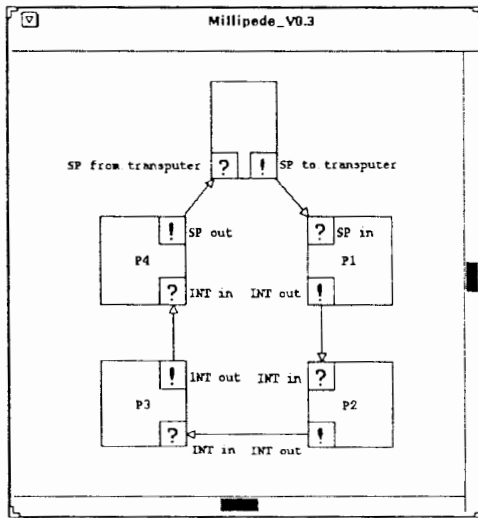 Millipede_V0.3
SP from transputer ? ! SP to transputer
! SP out ? SP in
P4 P1
? INT in INT out !
! INT out INT in ?
P3 P2
? INT in INT out !